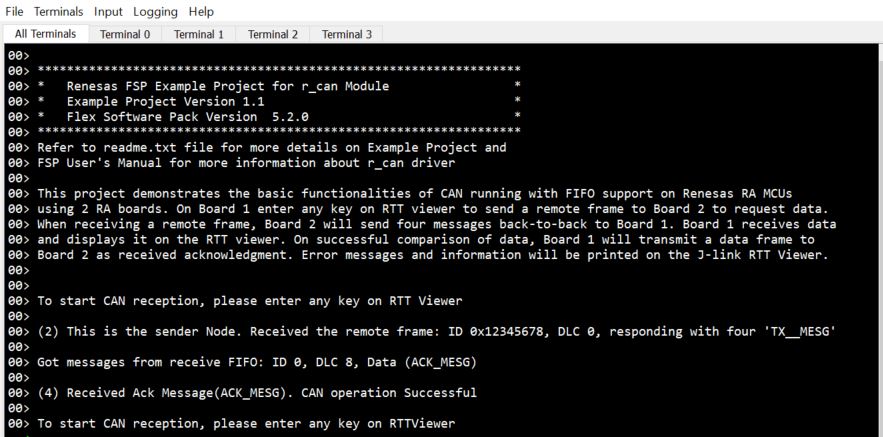 File Terminals Input Logging Help
All Terminals Terminal 0 Terminal 1 Terminal 2 Terminal 3
00>
00> ******************************************************************
00> *   Renesas FSP Example Project for r_can Module                 *
00> *   Example Project Version 1.1                                  *
00> *   Flex Software Pack Version  5.2.0                            *
00> ******************************************************************
00> Refer to readme.txt file for more details on Example Project and
00> FSP User's Manual for more information about r_can driver
00>
00> This project demonstrates the basic functionalities of CAN running with FIFO support on Renesas RA MCUs
00> using 2 RA boards. On Board 1 enter any key on RTT viewer to send a remote frame to Board 2 to request data.
00> When receiving a remote frame, Board 2 will send four messages back-to-back to Board 1. Board 1 receives data
00> and displays it on the RTT viewer. On successful comparison of data, Board 1 will transmit a data frame to
00> Board 2 as received acknowledgment. Error messages and information will be printed on the J-link RTT Viewer.
00>
00>
00> To start CAN reception, please enter any key on RTT Viewer
00>
00> (2) This is the sender Node. Received the remote frame: ID 0x12345678, DLC 0, responding with four 'TX__MESG'
00>
00> Got messages from receive FIFO: ID 0, DLC 8, Data (ACK_MESG)
00>
00> (4) Received Ack Message(ACK_MESG). CAN operation Successful
00>
00> To start CAN reception, please enter any key on RTTViewer